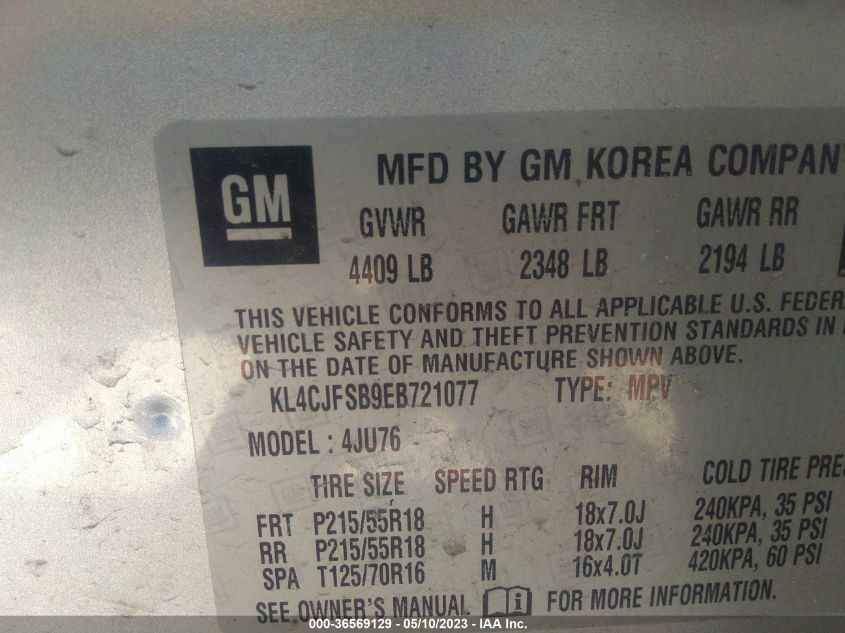 GM
MFD BY GM KOREA COMPAN
GVWR GAWR FRT GAWR RR
4409 LB 2348 LB 2194 LB
THIS VEHICLE CONFORMS TO ALL APPLICABLE U.S. FEDER
VEHICLE SAFETY AND THEFT PREVENTION STANDARDS IN
ON THE DATE OF MANUFACTURE SHOWN ABOVE.
KL4CJFSB9EB721077 TYPE: MPV
MODEL : 4JU76
TIRE SIZE SPEED RTG RIM COLD TIRE PRE
FRT P215/55R18 H 18x7.0J 240KPA, 35 PSI
RR P215/55R18 H 18x7.0J 240KPA, 35 PSI
SPA T125/70R16 M 16x4.0T 420KPA, 60 PSI
SEE OWNER'S MANUAL i FOR MORE INFORMATION.
000-36569129 - 05/10/2023 - IAA Inc.